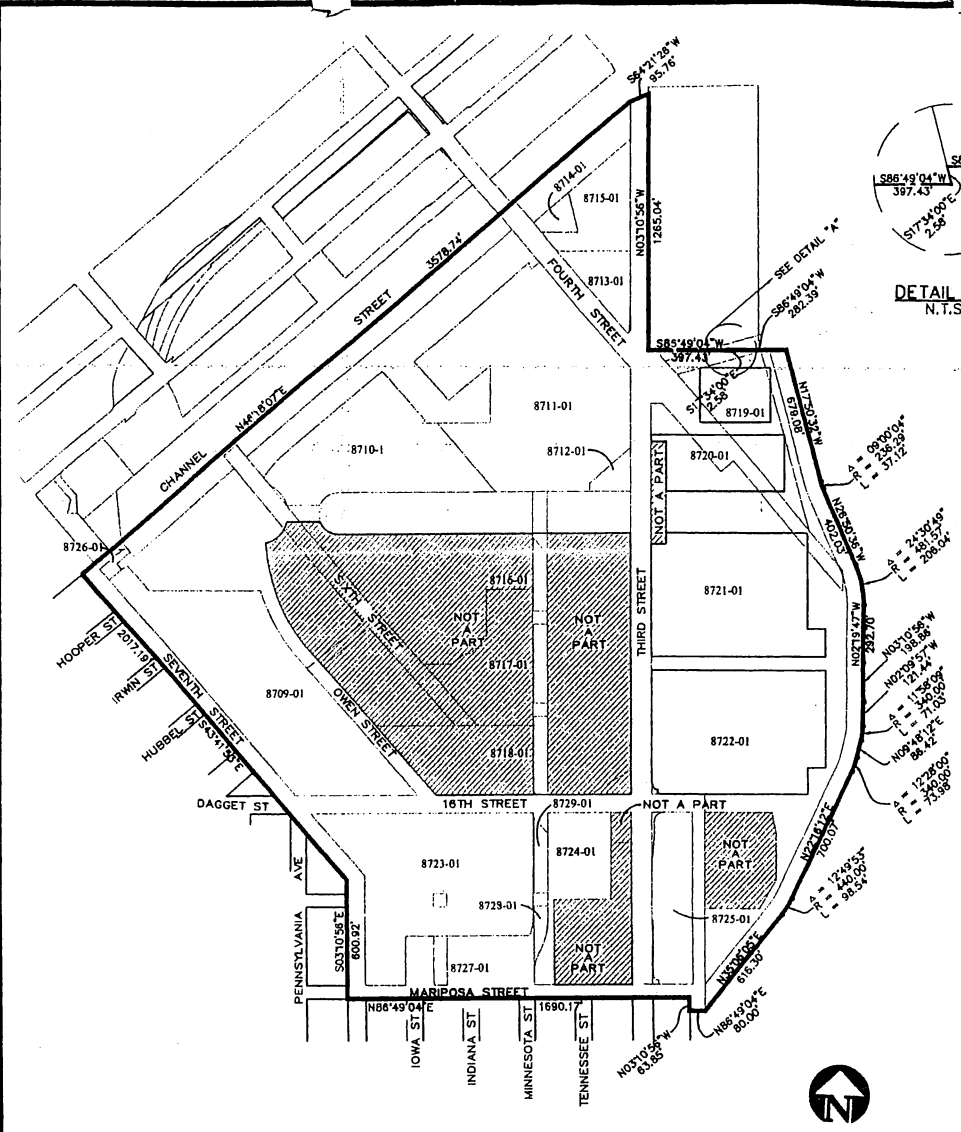 S64°21'28"W
95.76'
8714-01
8715-01
N03°10'56"W
1265.04'
S86°49'04"W
397.43'
S17°34'00"E
2.58'
DETAIL
N.T.S
SEE DETAIL "A"
S86°49'04"W
282.39'
FOURTH STREET
8713-01
3578.74'
STREET
N46°18'07"E
CHANNEL
S86°49'04"W
397.43'
S17°34'00"E
2.58'
8719-01
N17°50'32"W
679.08'
8711-01
8710-1
8712-01
8720-01
NOT A PART
Δ = 09°00'04"
R = 236.29'
L = 37.12'
N26°50'36"W
402.03'
Δ = 24°30'49"
R = 481.57'
L = 206.04'
8726-01
SIXTH STREET
8716-01
NOT
A
PART
NOT
A
PART
8721-01
THIRD STREET
N02°19'47"W
292.70'
HOOPER ST
2017.19'
IRWIN ST
SEVENTH
STREET
HUBBEL ST
S43°41'53"E
8709-01
OWEN STREET
8717-01
8718-01
8722-01
N03°10'56"W
198.86'
N02°09'57"W
121.44'
Δ = 11°58'09"
R = 340.00'
L = 71.03'
N09°48'12"E
86.42'
Δ = 12°28'00"
R = 340.00'
L = 73.98'
DAGGET ST
16TH STREET
8729-01
NOT A PART
N22°16'12"E
700.07'
8723-01
8724-01
NOT
A
PART
Δ = 12°49'53"
R = 440.00'
L = 98.54'
PENNSYLVANIA
AVE
S03°10'56"E
600.92'
8728-01
8725-01
8727-01
NOT
A
PART
N35°06'05"E
616.30'
MARIPOSA STREET
N86°49'04"E
1690.17'
N86°49'04"E
80.00'
N03°10'56"W
63.85'
IOWA ST
INDIANA ST
MINNESOTA ST
TENNESSEE ST
N